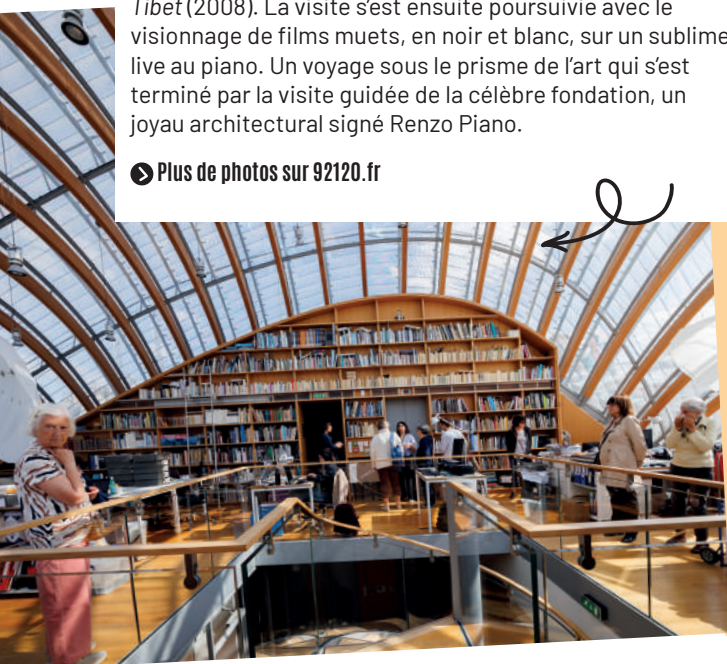 Tibet (2008). La visite s’est ensuite poursuivie avec le
visionnage de films muets, en noir et blanc, sur un sublime
live au piano. Un voyage sous le prisme de l’art qui s’est
terminé par la visite guidée de la célèbre fondation, un
joyau architectural signé Renzo Piano.
Plus de photos sur 92120.fr